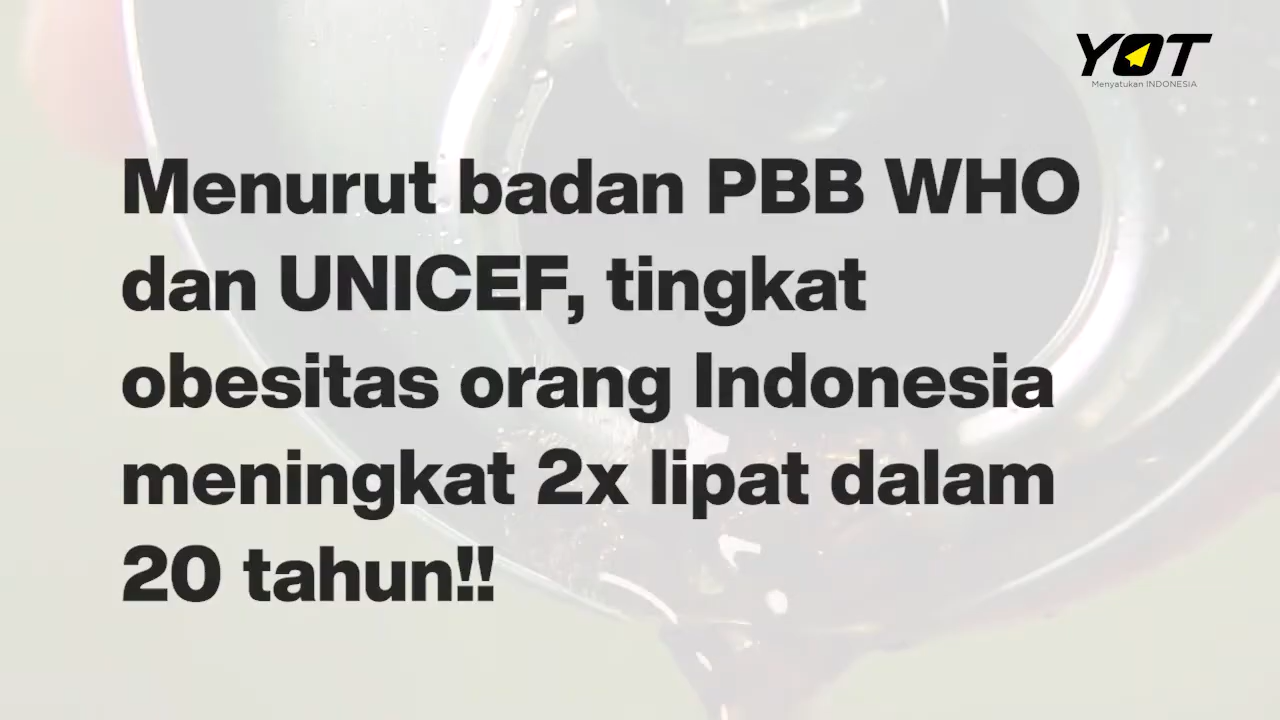 YOT
Menyatukan INDONESIA
Menurut badan PBB WHO
dan UNICEF, tingkat
obesitas orang Indonesia
meningkat 2x lipat dalam
20 tahun!!